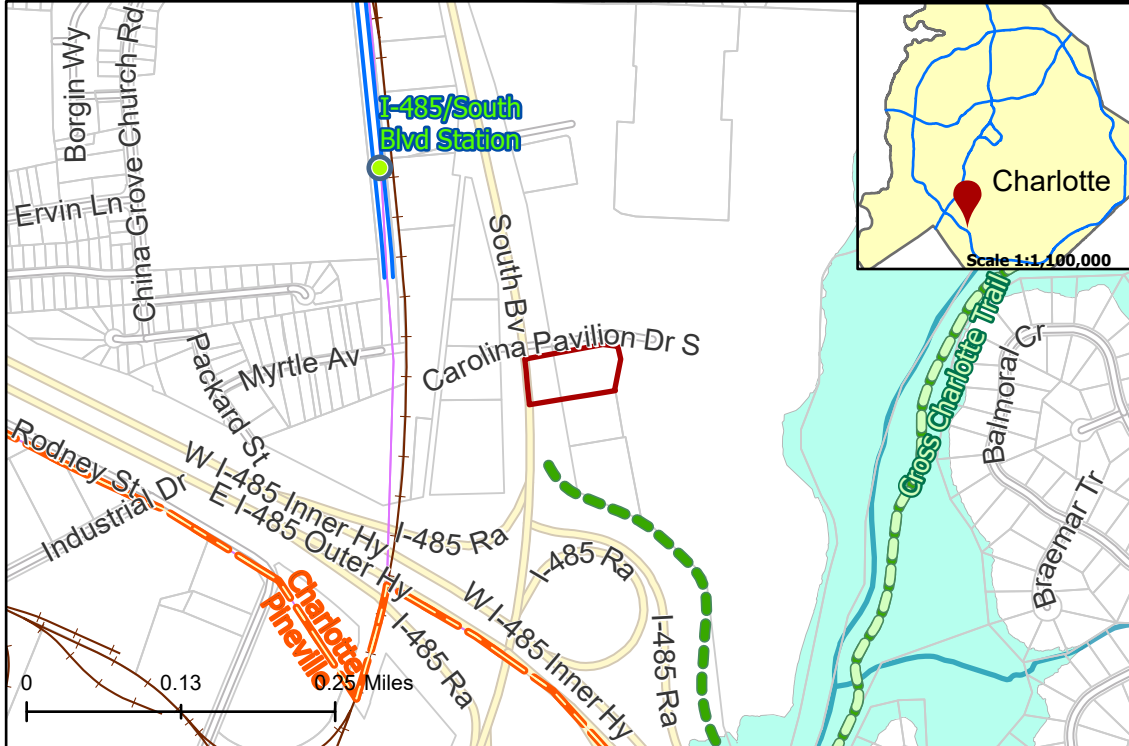 Borgin Wy
China Grove Church Rd
I-485/South
Blvd Station
Ervin Ln
South Bv
Charlotte
Scale 1:1,100,000
Packard St
Myrtle Av
Carolina Pavilion Dr S
Cross Charlotte Trail
Balmoral Cr
Braemar Tr
Rodney St
Industrial Dr
W I-485 Inner Hy
E I-485 Outer Hy
I-485 Ra
I-485 Ra
W I-485 Inner Hy
I-485 Ra
I-485 Ra
Charlotte
Pineville
0 0.13 0.25 Miles